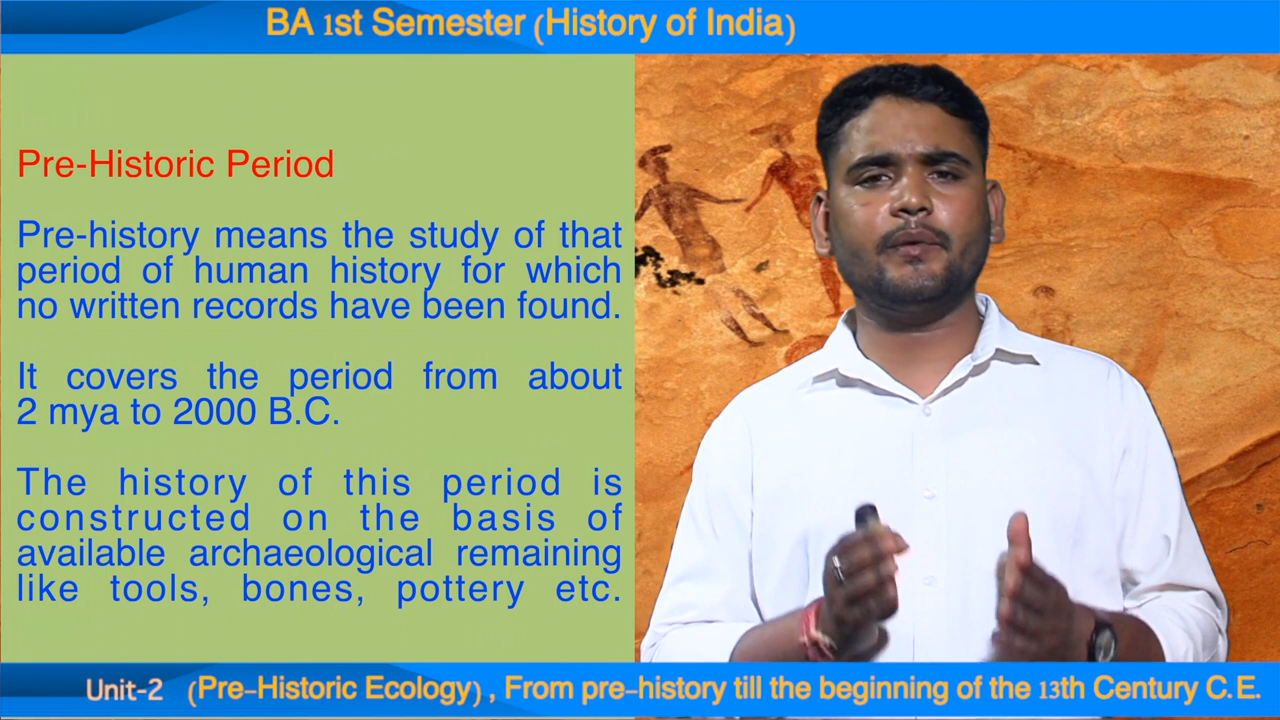 BA 1st Semester (History of India)
Pre-Historic Period
Pre-history means the study of that
period of human history for which
no written records have been found.
It covers the period from about
2 mya to 2000 B.C.
The history of this period is
constructed on the basis of
available archaeological remaining
like tools, bones, pottery etc.
Unit-2 (Pre-Historic Ecology) , From pre-history till the beginning of the 13th Century C.E.